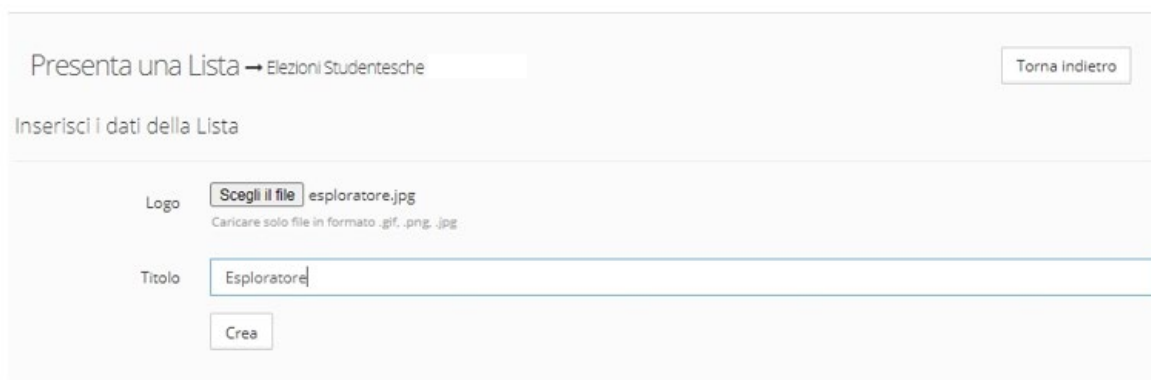 Presenta una Lista → Elezioni Studentesche
Torna indietro
Inserisci i dati della Lista
Logo
Scegli il file esploratore.jpg
Caricare solo file in formato .gif, .png, .jpg
Titolo
Esploratore
Crea